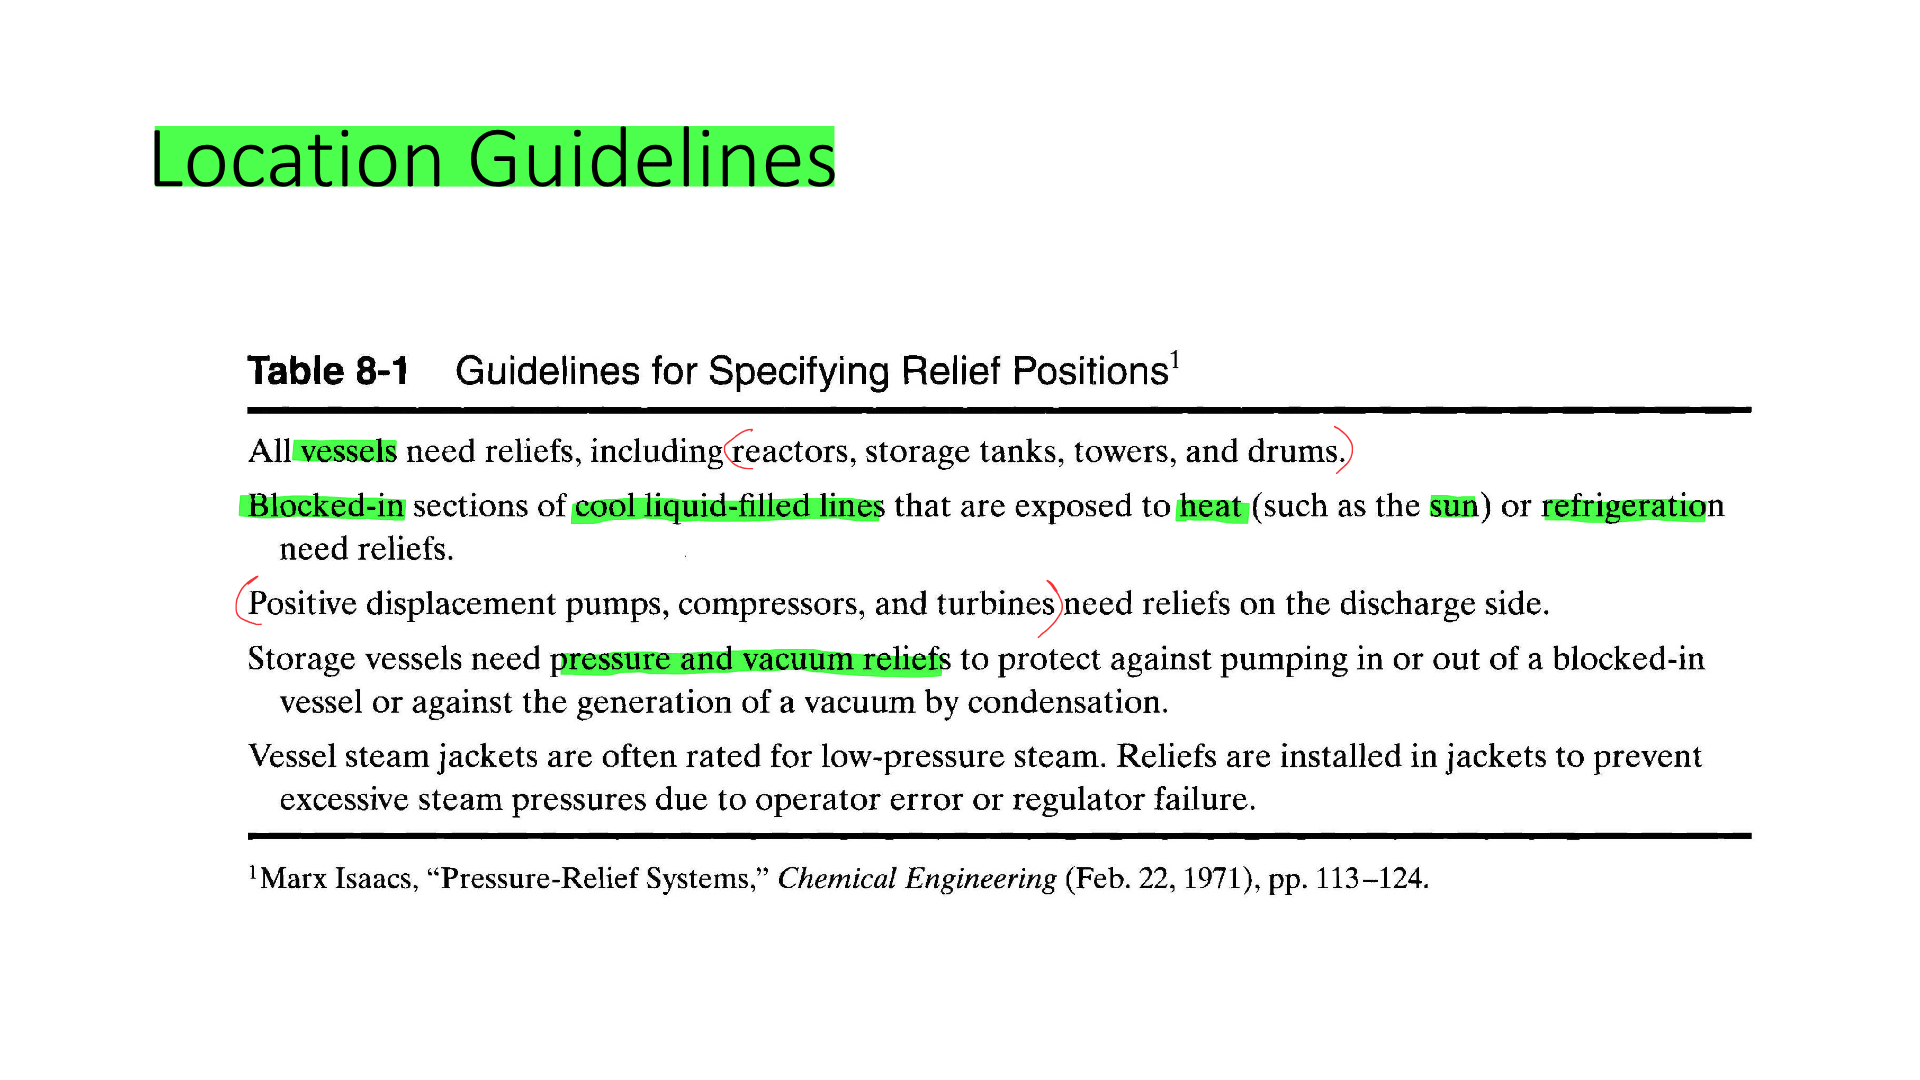 Location Guidelines
Table 8-1 Guidelines for Specifying Relief Positions¹
All vessels need reliefs, including reactors, storage tanks, towers, and drums.
Blocked-in sections of cool liquid-filled lines that are exposed to heat (such as the sun) or refrigeration
need reliefs.
Positive displacement pumps, compressors, and turbines need reliefs on the discharge side.
Storage vessels need pressure and vacuum reliefs to protect against pumping in or out of a blocked-in
vessel or against the generation of a vacuum by condensation.
Vessel steam jackets are often rated for low-pressure steam. Reliefs are installed in jackets to prevent
excessive steam pressures due to operator error or regulator failure.
¹Marx Isaacs, “Pressure-Relief Systems,” Chemical Engineering (Feb. 22, 1971), pp. 113–124.